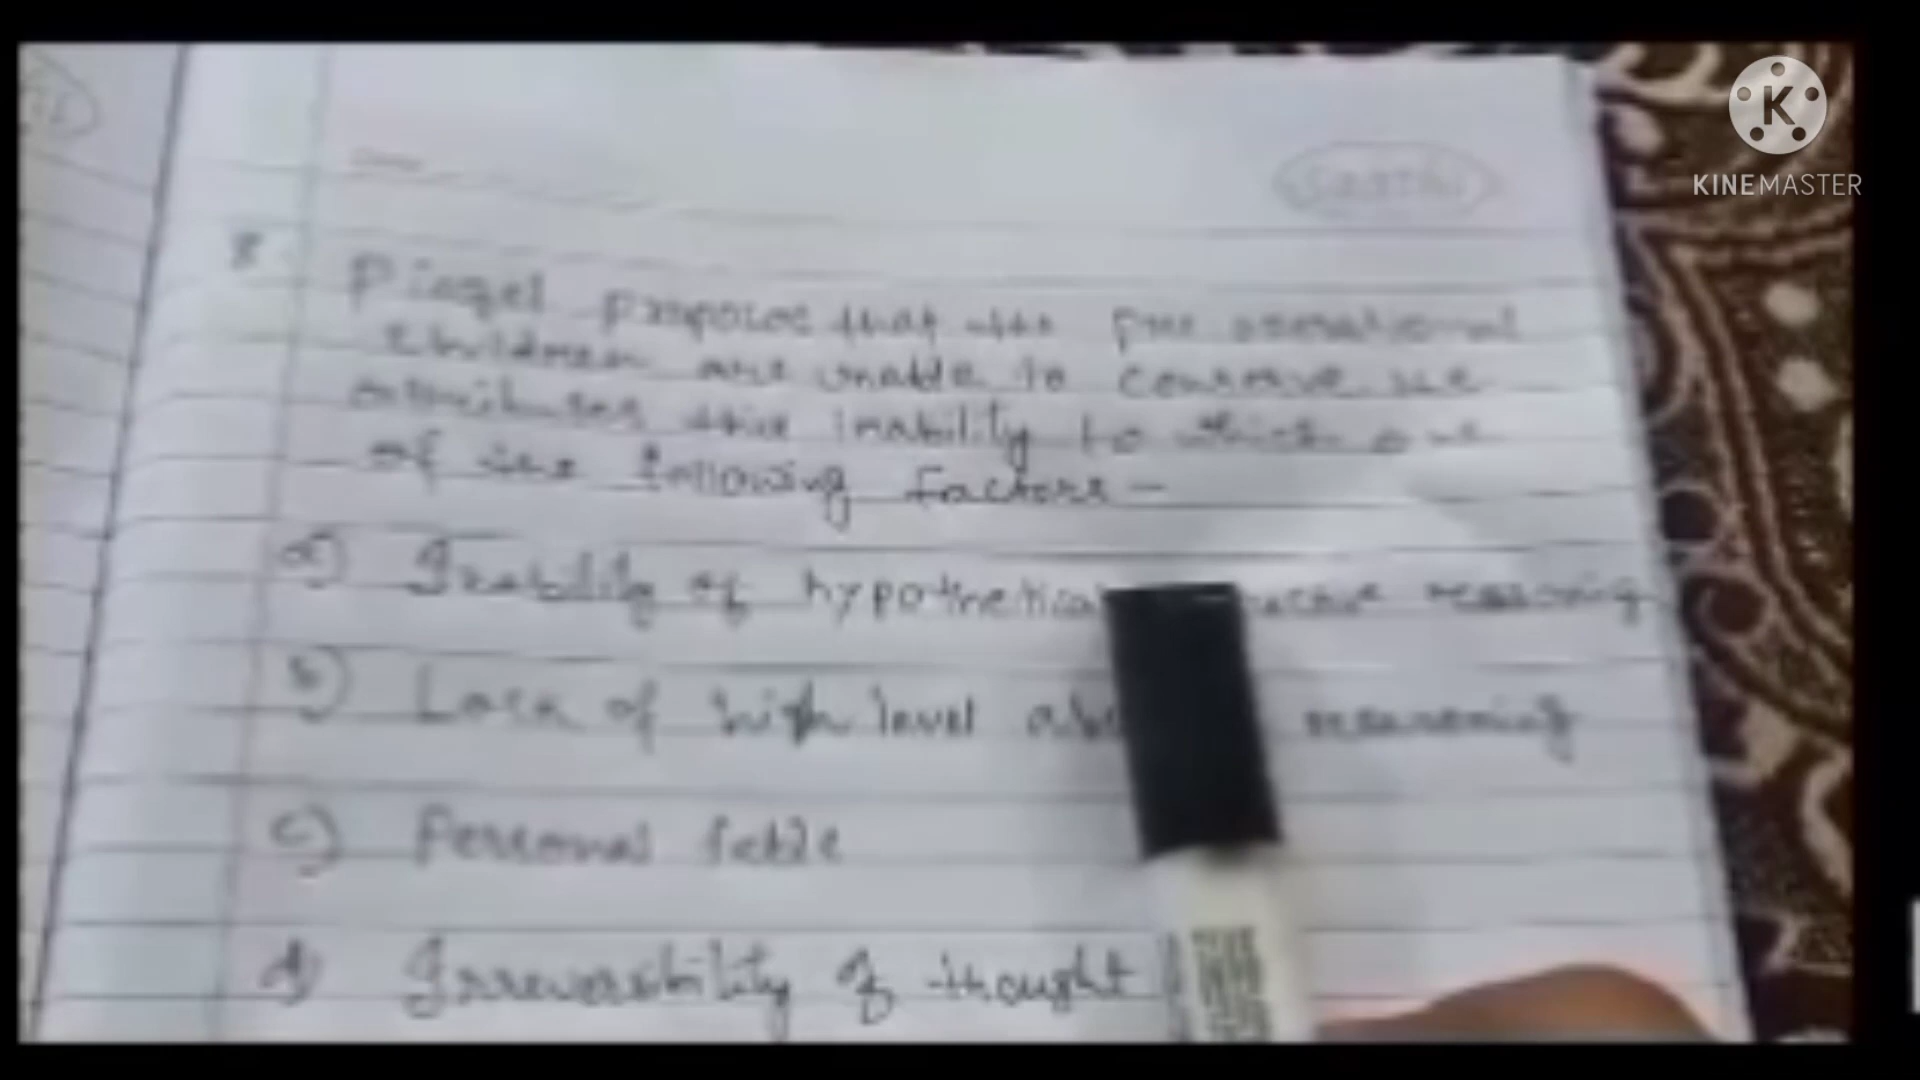 K
KINEMASTER
8
Piaget proposes that the pre operational
children are unable to conserve. He
attributes this inability to which one
of the following factors -
a) Inability of hypothetical reasoning
b) Lack of high level reasoning
c) Personal fable
d) Irreversibility of thought